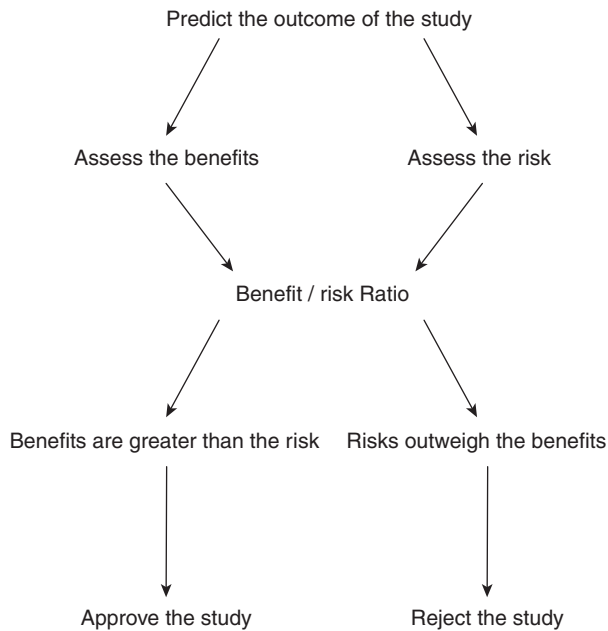 Predict the outcome of the study
Assess the benefits
Assess the risk
Benefit / risk Ratio
Benefits are greater than the risk
Risks outweigh the benefits
Approve the study
Reject the study